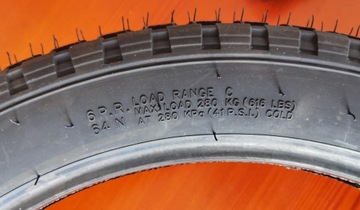 6 P.R. LOAD RANGE C
64 N MAX. LOAD 280 KG (616 LBS)
AT 280 KPa (41 P.S.I.) COLD